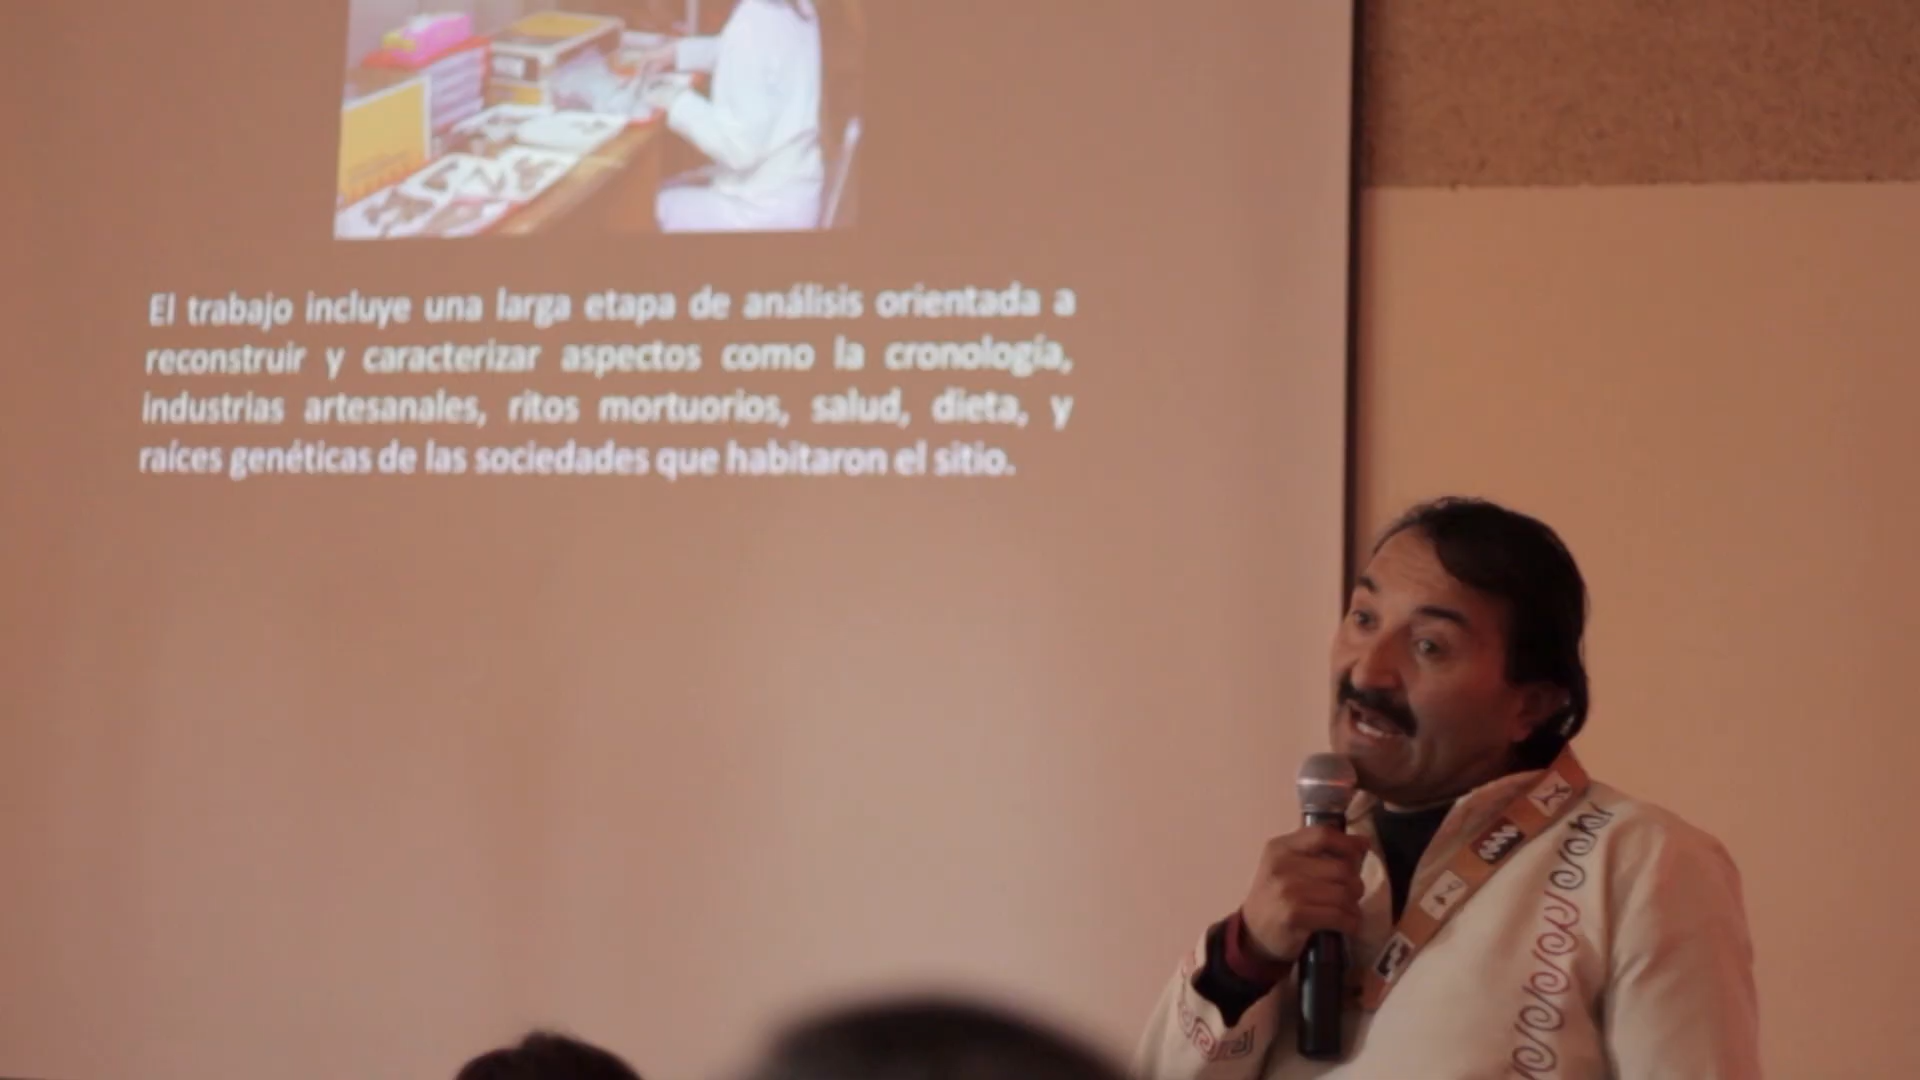 El trabajo incluye una larga etapa de análisis orientada a
reconstruir y caracterizar aspectos como la cronología,
industrias artesanales, ritos mortuorios, salud, dieta, y
raíces genéticas de las sociedades que habitaron el sitio.